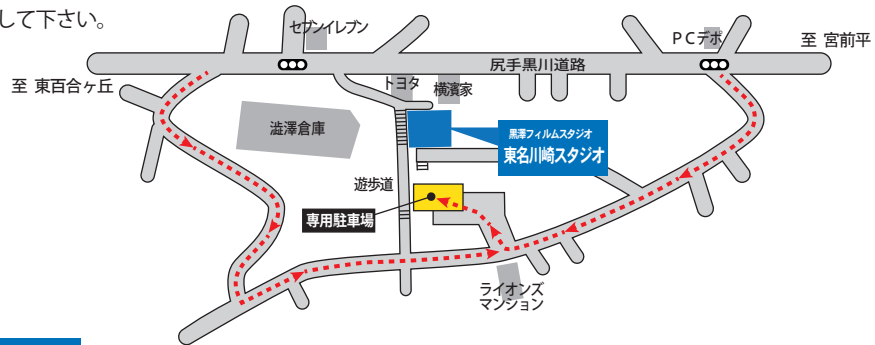 して下さい。
セブンイレブン
PCデポ
至 宮前平
尻手黒川道路
至 東百合ヶ丘
トヨタ
横濱家
澁澤倉庫
黒澤フィルムスタジオ
東名川崎スタジオ
遊歩道
専用駐車場
ライオンズ
マンション